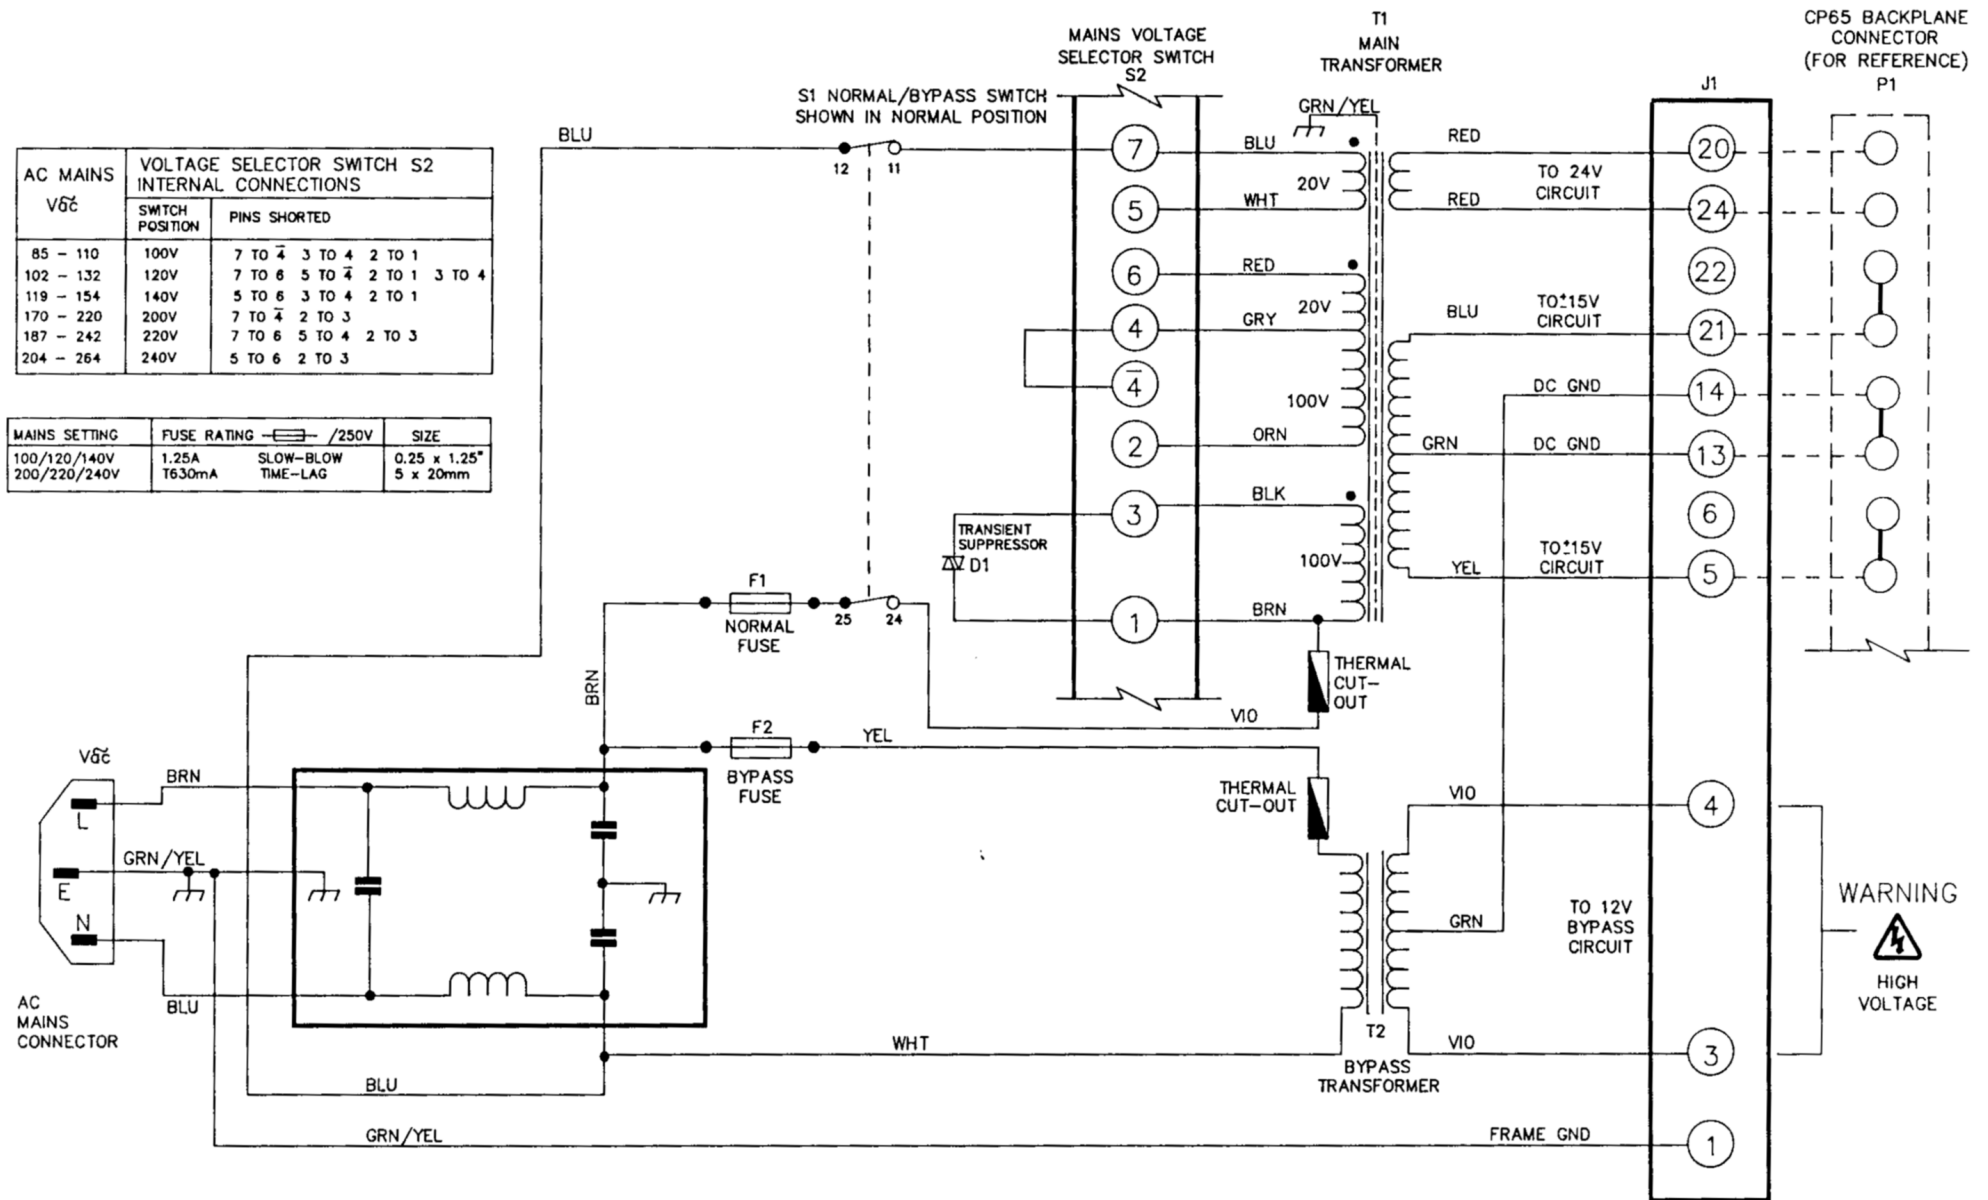 T1
MAIN
TRANSFORMER
MAINS VOLTAGE
SELECTOR SWITCH
S2
CP65 BACKPLANE
CONNECTOR
(FOR REFERENCE)
P1
J1
S1 NORMAL/BYPASS SWITCH
SHOWN IN NORMAL POSITION
GRN/YEL
BLU
12
11
AC MAINS
Vac
VOLTAGE SELECTOR SWITCH S2
INTERNAL CONNECTIONS
SWITCH
POSITION
PINS SHORTED
85 - 110 100V 7 TO 4̅ 3 TO 4 2 TO 1
102 - 132 120V 7 TO 6 5 TO 4̅ 2 TO 1 3 TO 4
119 - 154 140V 5 TO 6 3 TO 4 2 TO 1
170 - 220 200V 7 TO 4̅ 2 TO 3
187 - 242 220V 7 TO 6 5 TO 4 2 TO 3
204 - 264 240V 5 TO 6 2 TO 3
MAINS SETTING FUSE RATING /250V SIZE
100/120/140V 1.25A SLOW-BLOW 0.25 x 1.25"
200/220/240V T630mA TIME-LAG 5 x 20mm
7
5
6
4
4̅
2
3
1
BLU
20V
WHT
RED
20V
GRY
100V
ORN
BLK
100V
BRN
RED
TO 24V
CIRCUIT
RED
BLU
TO±15V
CIRCUIT
DC GND
GRN
DC GND
YEL
TO±15V
CIRCUIT
20
24
22
21
14
13
6
5
4
3
1
TRANSIENT
SUPPRESSOR
D1
F1
NORMAL
FUSE
25
24
BRN
THERMAL
CUT-
OUT
VIO
F2
BYPASS
FUSE
YEL
THERMAL
CUT-OUT
VIO
GRN
VIO
TO 12V
BYPASS
CIRCUIT
WARNING
HIGH
VOLTAGE
T2
BYPASS
TRANSFORMER
Vac
BRN
L
GRN/YEL
E
N
BLU
AC
MAINS
CONNECTOR
WHT
BLU
GRN/YEL
FRAME GND